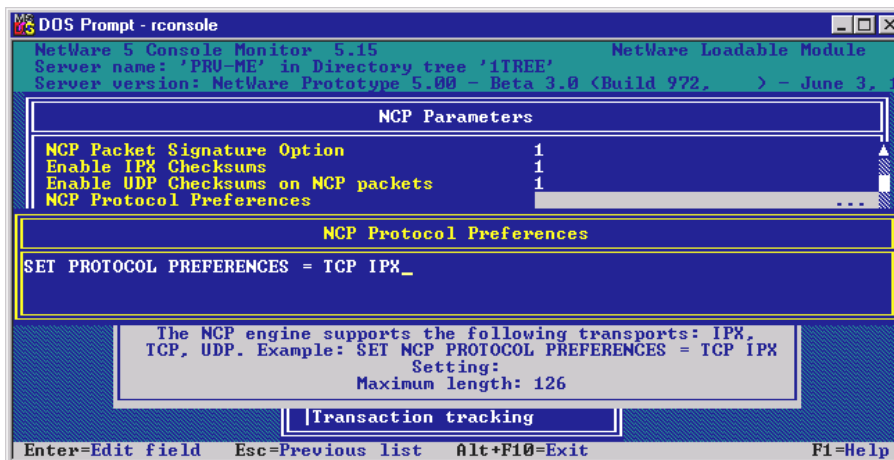 DOS Prompt - rconsole
NetWare 5 Console Monitor 5.15 NetWare Loadable Module
Server name: 'PRV-ME' in Directory tree '1TREE'
Server version: NetWare Prototype 5.00 - Beta 3.0 (Build 972, ) - June 3, 1
NCP Parameters
NCP Packet Signature Option 1
Enable IPX Checksums 1
Enable UDP Checksums on NCP packets 1
NCP Protocol Preferences ...
NCP Protocol Preferences
SET PROTOCOL PREFERENCES = TCP IPX_
The NCP engine supports the following transports: IPX,
TCP, UDP. Example: SET NCP PROTOCOL PREFERENCES = TCP IPX
Setting:
Maximum length: 126
Transaction tracking
Enter=Edit field Esc=Previous list Alt+F10=Exit F1=Help